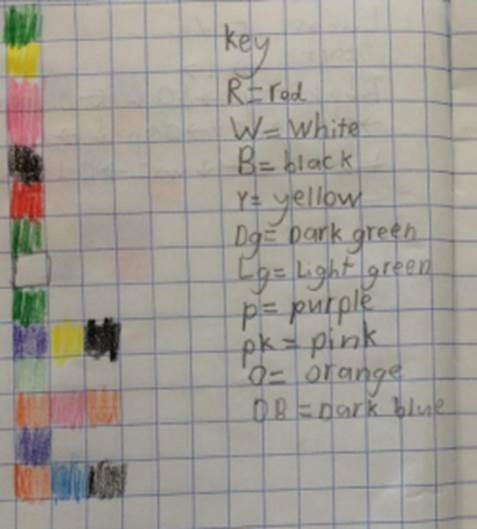 key
R=red
W=White
B=black
Y=yellow
Dg=Dark green
Lg=Light green
p=purple
pk=pink
O=orange
DB=Dark blue